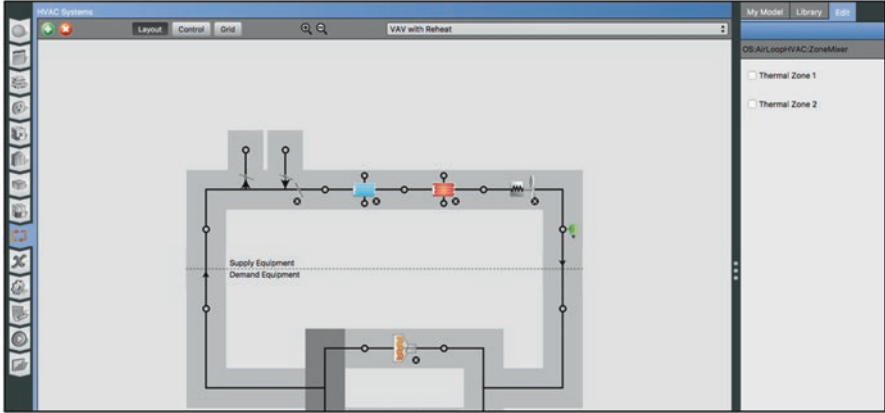 HVAC Systems
Layout Control Grid
VAV with Reheat
My Model Library Edit
OS:AirLoopHVAC:ZoneMixer
Thermal Zone 1
Thermal Zone 2
Supply Equipment
Demand Equipment